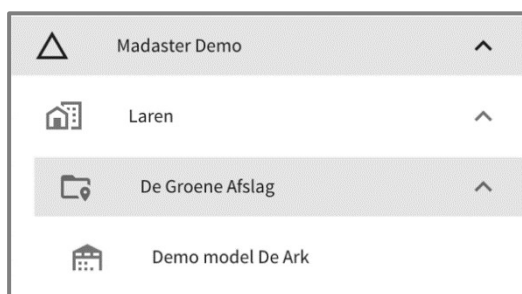 Madaster Demo
Laren
De Groene Afslag
Demo model De Ark